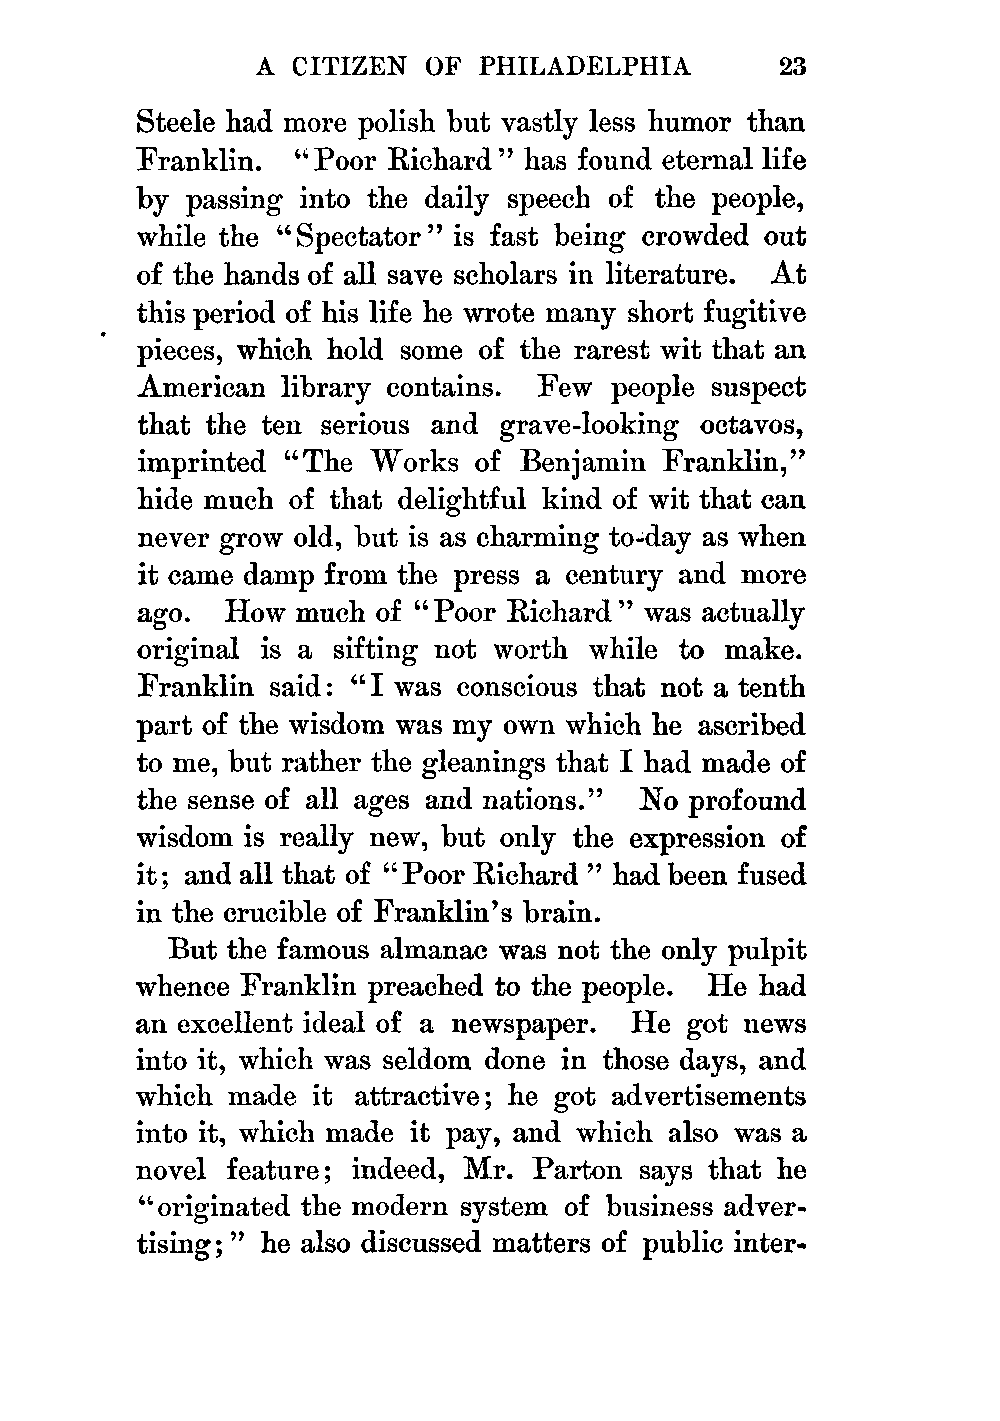 A CITIZEN OF PHILADELPHIA 23
Steele had more polish but vastly less humor than
Franklin. "Poor Richard" has found eternal life
by passing into the daily speech of the people,
while the "Spectator" is fast being crowded out
of the hands of all save scholars in literature. At
this period of his life he wrote many short fugitive
pieces, which hold some of the rarest wit that an
American library contains. Few people suspect
that the ten serious and grave-looking octavos,
imprinted "The Works of Benjamin Franklin,"
hide much of that delightful kind of wit that can
never grow old, but is as charming to-day as when
it came damp from the press a century and more
ago. How much of "Poor Richard" was actually
original is a sifting not worth while to make.
Franklin said: "I was conscious that not a tenth
part of the wisdom was my own which he ascribed
to me, but rather the gleanings that I had made of
the sense of all ages and nations." No profound
wisdom is really new, but only the expression of
it; and all that of "Poor Richard" had been fused
in the crucible of Franklin's brain.
But the famous almanac was not the only pulpit
whence Franklin preached to the people. He had
an excellent ideal of a newspaper. He got news
into it, which was seldom done in those days, and
which made it attractive; he got advertisements
into it, which made it pay, and which also was a
novel feature; indeed, Mr. Parton says that he
"originated the modern system of business adver-
tising;" he also discussed matters of public inter-